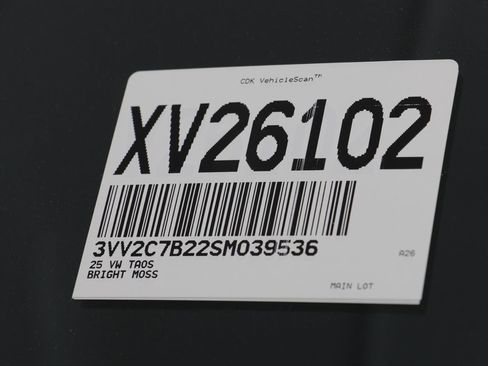 CDK VehicleScan™
XV26102
3VV2C7B22SM039536
25 VW TAOS
BRIGHT MOSS
A26
MAIN LOT